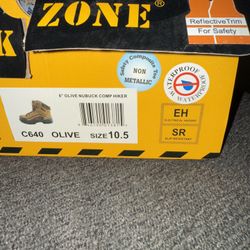 ZONE®
K
Reflective Trim
For Safety
Safety Composite Toe
NON
METALLIC
WATERPROOF
6" OLIVE NUBUCK COMP HIKER
C640 OLIVE SIZE 10.5
EH
ELECTRICAL HAZARD
SR
SLIP RESISTANT